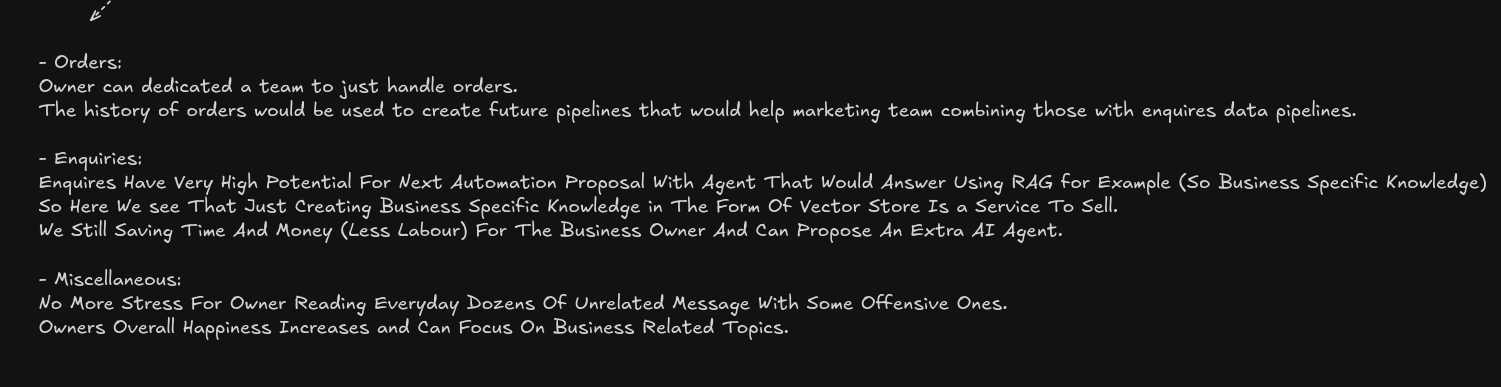 - Orders:
Owner can dedicated a team to just handle orders.
The history of orders would be used to create future pipelines that would help marketing team combining those with enquires data pipelines.
- Enquiries:
Enquires Have Very High Potential For Next Automation Proposal With Agent That Would Answer Using RAG for Example (So Business Specific Knowledge)
So Here We see That Just Creating Business Specific Knowledge in The Form Of Vector Store Is a Service To Sell.
We Still Saving Time And Money (Less Labour) For The Business Owner And Can Propose An Extra AI Agent.
- Miscellaneous:
No More Stress For Owner Reading Everyday Dozens Of Unrelated Message With Some Offensive Ones.
Owners Overall Happiness Increases and Can Focus On Business Related Topics.